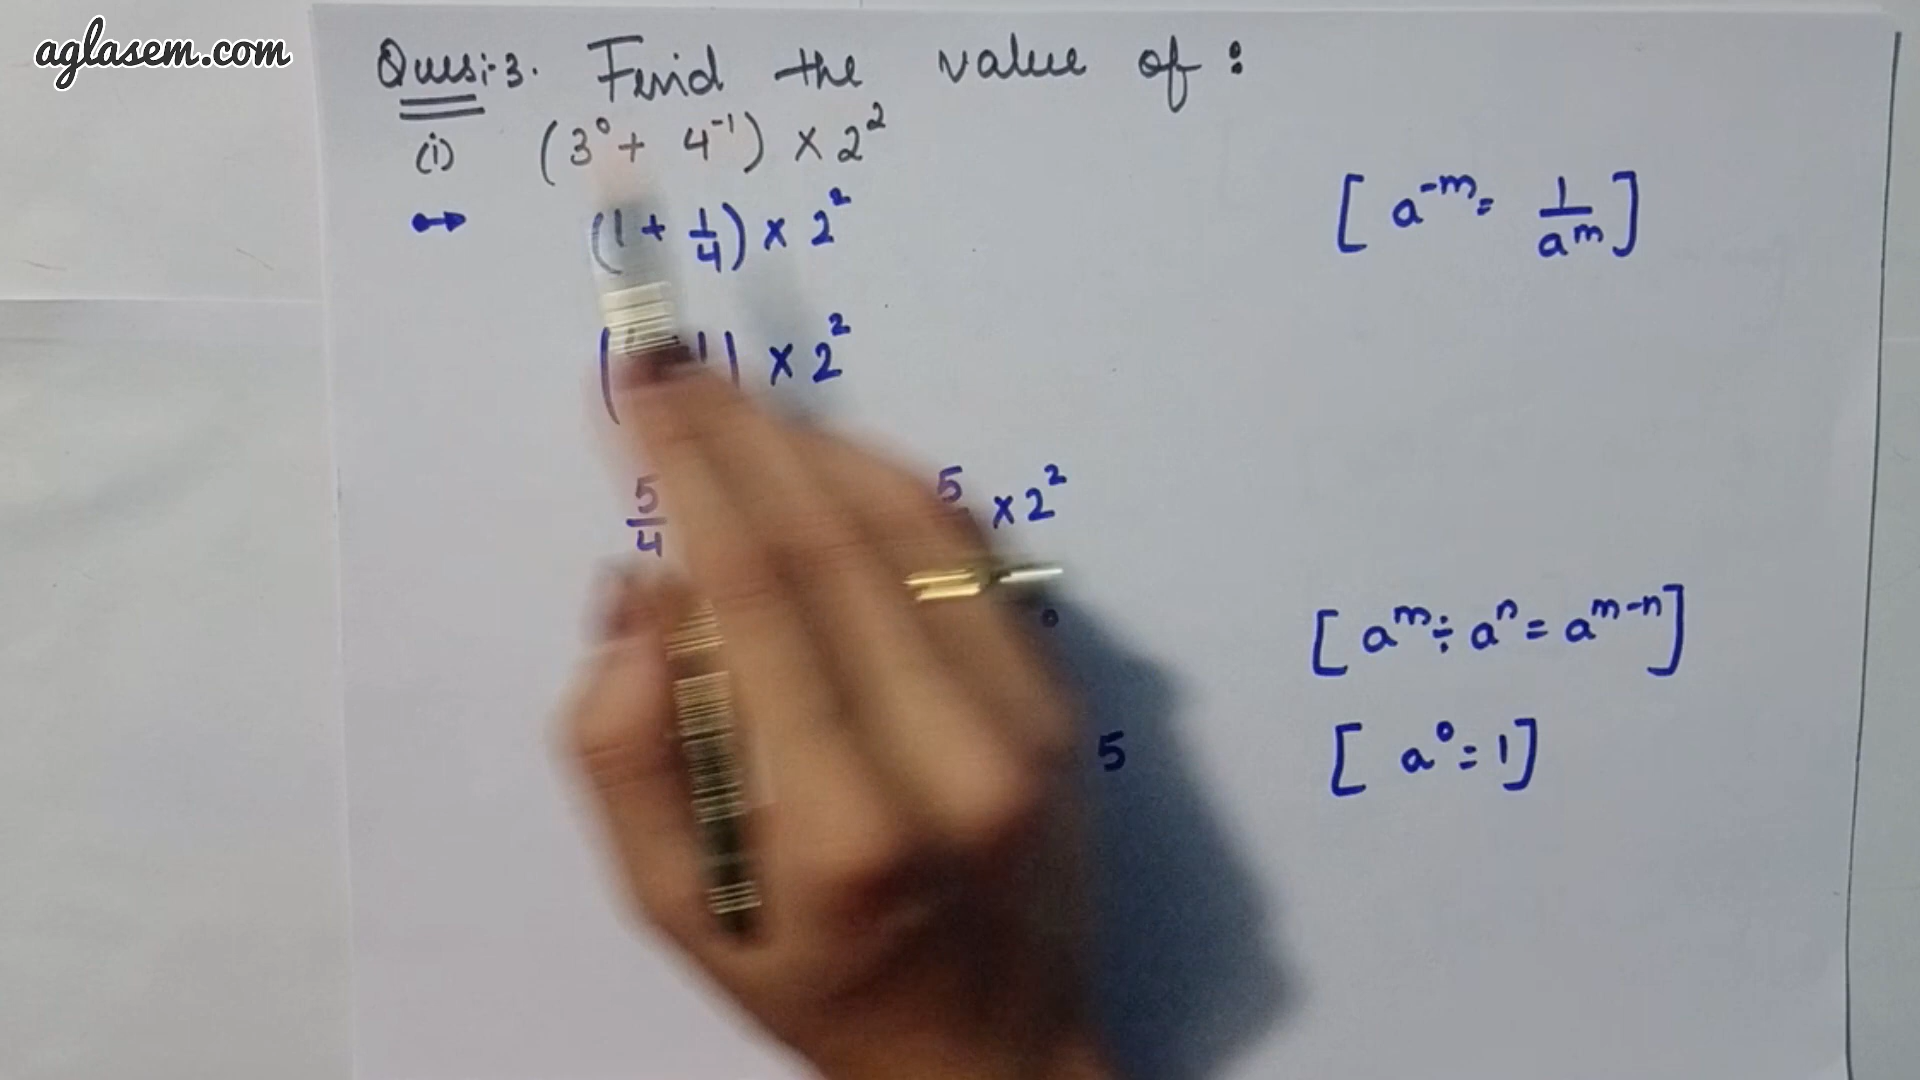 aglasem.com
Ques:-3. Find the value of :
(i) (3⁰ + 4⁻¹) × 2²
(1 + 1/4) × 2²
[a⁻ᵐ = 1/aᵐ]
× 2²
5/4
5 × 2²
[aᵐ ÷ aⁿ = aᵐ⁻ⁿ]
5
[a⁰ = 1]